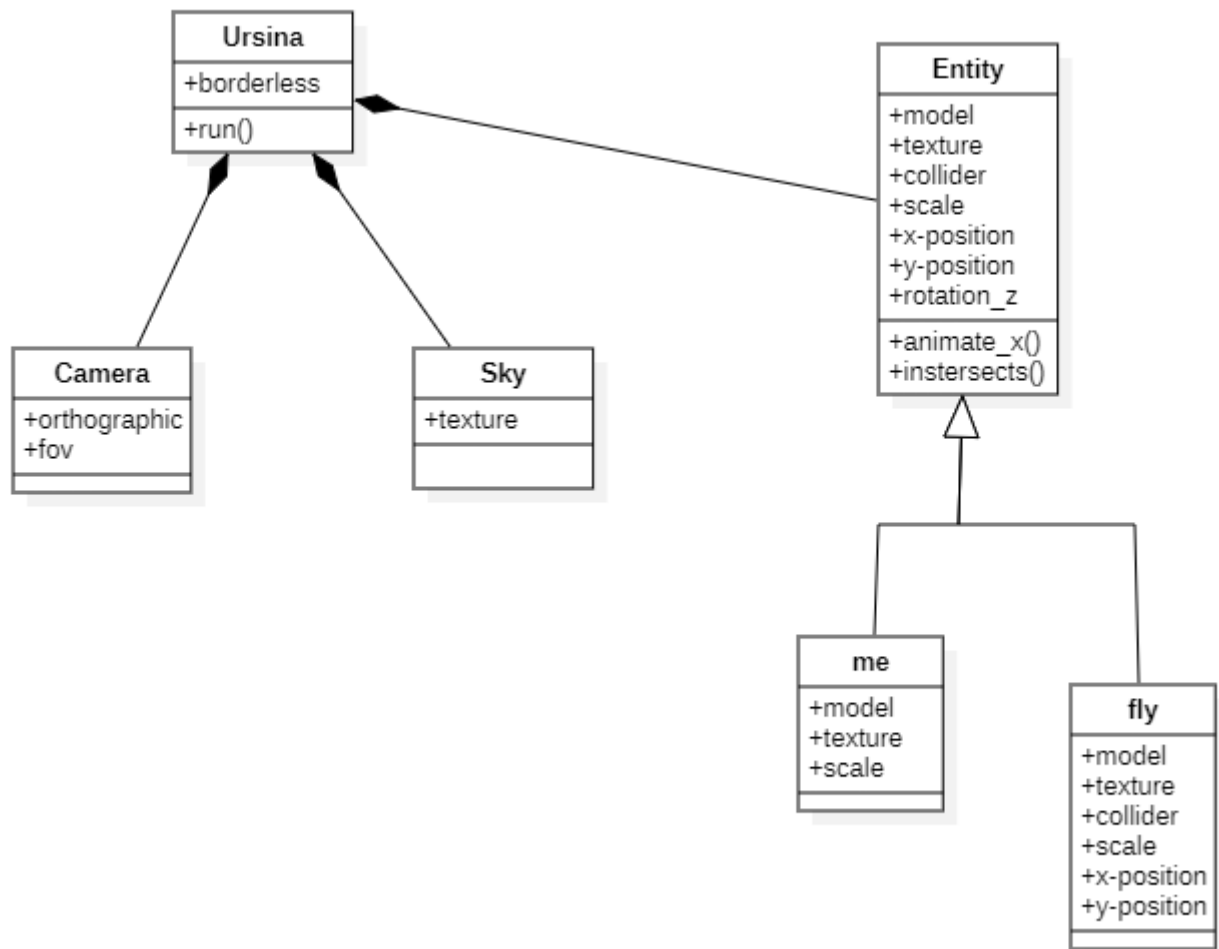 Ursina
+borderless
+run()
Entity
+model
+texture
+collider
+scale
+x-position
+y-position
+rotation_z
+animate_x()
+instersects()
Camera
+orthographic
+fov
Sky
+texture
me
+model
+texture
+scale
fly
+model
+texture
+collider
+scale
+x-position
+y-position